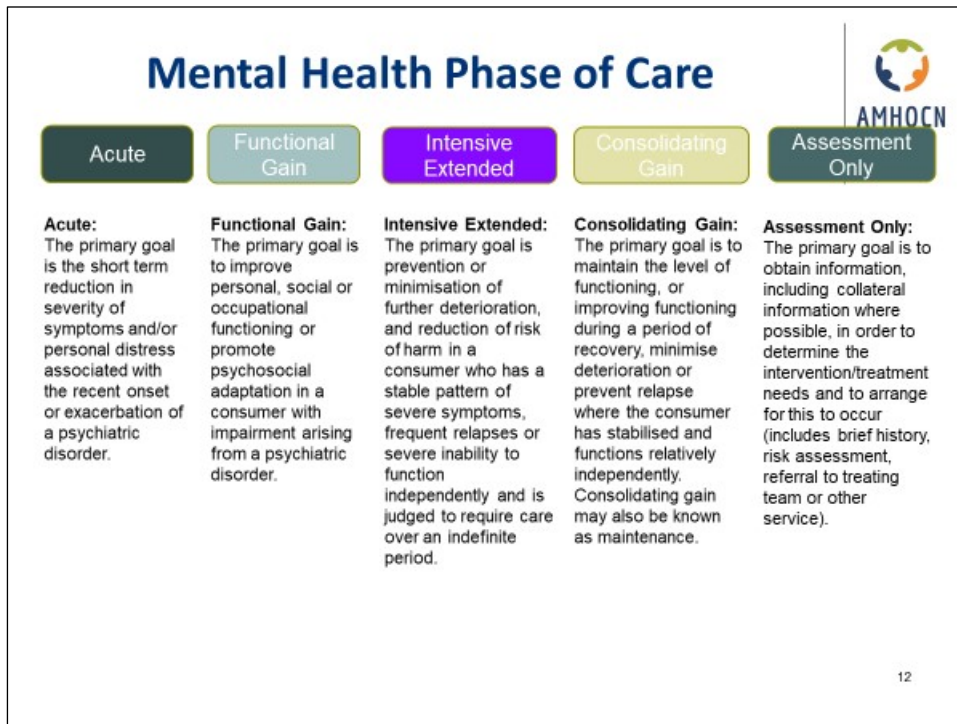 Mental Health Phase of Care
AMHOCN
Acute
Functional
Gain
Intensive
Extended
Consolidating
Gain
Assessment
Only
Acute:
The primary goal
is the short term
reduction in
severity of
symptoms and/or
personal distress
associated with
the recent onset
or exacerbation of
a psychiatric
disorder.
Functional Gain:
The primary goal is
to improve
personal, social or
occupational
functioning or
promote
psychosocial
adaptation in a
consumer with
impairment arising
from a psychiatric
disorder.
Intensive Extended:
The primary goal is
prevention or
minimisation of
further deterioration,
and reduction of risk
of harm in a
consumer who has a
stable pattern of
severe symptoms,
frequent relapses or
severe inability to
function
independently and is
judged to require care
over an indefinite
period.
Consolidating Gain:
The primary goal is to
maintain the level of
functioning, or
improving functioning
during a period of
recovery, minimise
deterioration or
prevent relapse
where the consumer
has stabilised and
functions relatively
independently.
Consolidating gain
may also be known
as maintenance.
Assessment Only:
The primary goal is to
obtain information,
including collateral
information where
possible, in order to
determine the
intervention/treatment
needs and to arrange
for this to occur
(includes brief history,
risk assessment,
referral to treating
team or other
service).
12